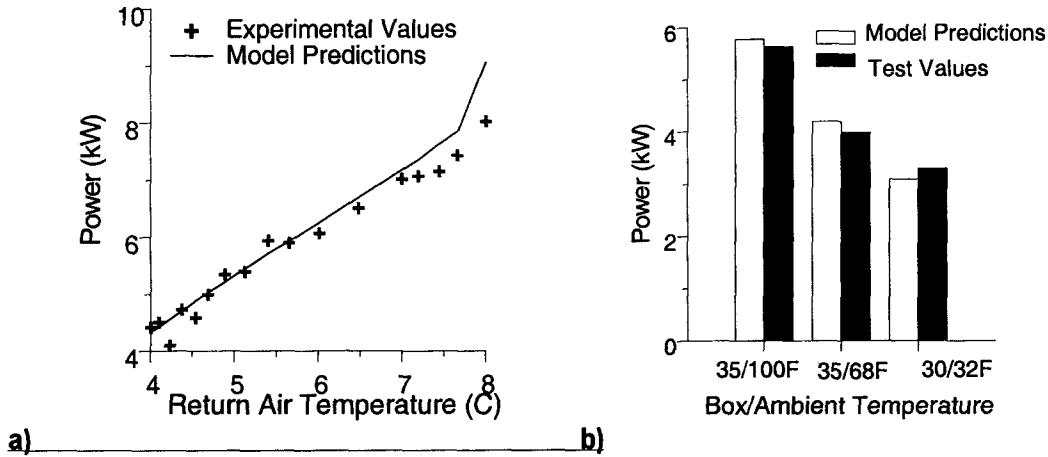 10
Experimental Values
Model Predictions
8
Power (kW)
6
4
4 5 6 7 8
Return Air Temperature (C)
a)
6
Model Predictions
Test Values
4
Power (kW)
2
0
35/100F 35/68F 30/32F
Box/Ambient Temperature
b)